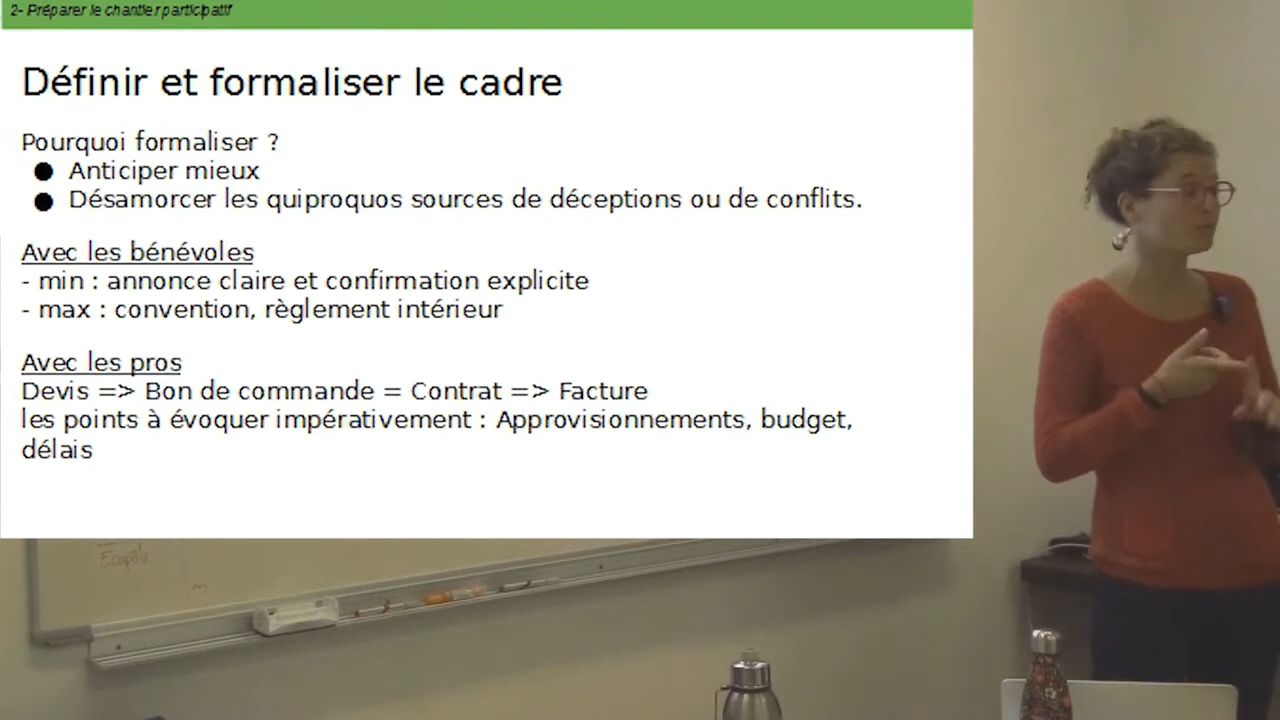 2- Préparer le chantier participatif
Définir et formaliser le cadre
Pourquoi formaliser ?
● Anticiper mieux
● Désamorcer les quiproquos sources de déceptions ou de conflits.
Avec les bénévoles
- min : annonce claire et confirmation explicite
- max : convention, règlement intérieur
Avec les pros
Devis => Bon de commande = Contrat => Facture
les points à évoquer impérativement : Approvisionnements, budget,
délais
Ecopôle